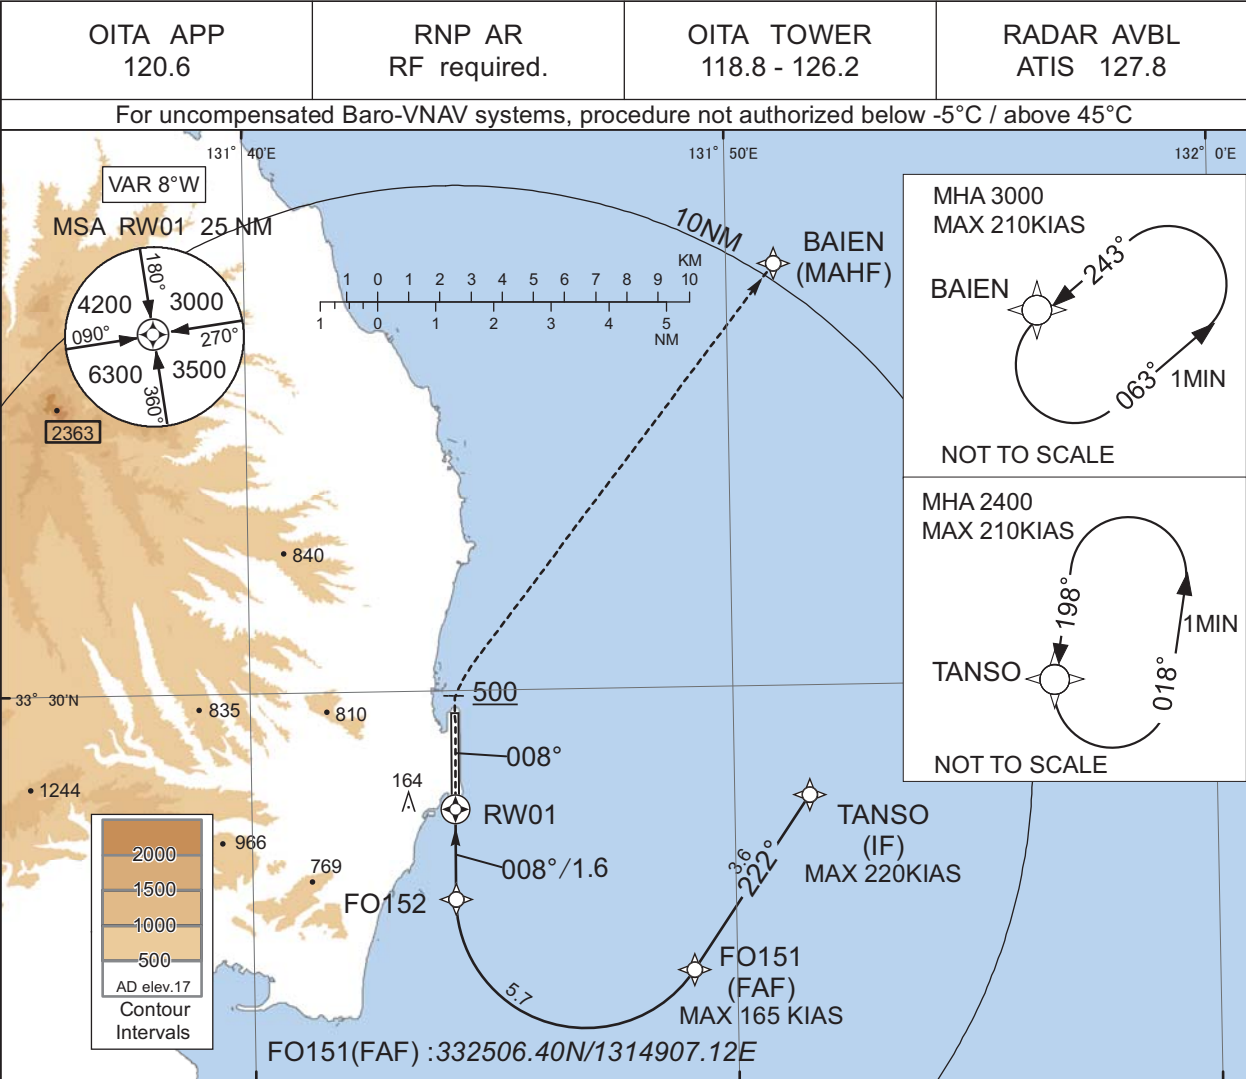 OITA APP
120.6
RNP AR
RF required.
OITA TOWER
118.8 - 126.2
RADAR AVBL
ATIS 127.8
For uncompensated Baro-VNAV systems, procedure not authorized below -5°C / above 45°C
131° 40'E
131° 50'E
132° 0'E
VAR 8°W
MSA RW01 25 NM
180°
4200
3000
090°
270°
6300
3500
360°
2363
10NM
BAIEN
(MAHF)
KM
1 0 1 2 3 4 5 6 7 8 9 10
1 0 1 2 3 4 5
NM
MHA 3000
MAX 210KIAS
BAIEN
243°
063°
1MIN
NOT TO SCALE
MHA 2400
MAX 210KIAS
198°
1MIN
TANSO
018°
NOT TO SCALE
840
33° 30'N
835
810
500
008°
1244
164
RW01
TANSO
(IF)
MAX 220KIAS
966
769
008°/1.6
3.6
222°
FO152
FO151
(FAF)
MAX 165 KIAS
5.7
2000
1500
1000
500
AD elev.17
Contour
Intervals
FO151(FAF) :332506.40N/1314907.12E